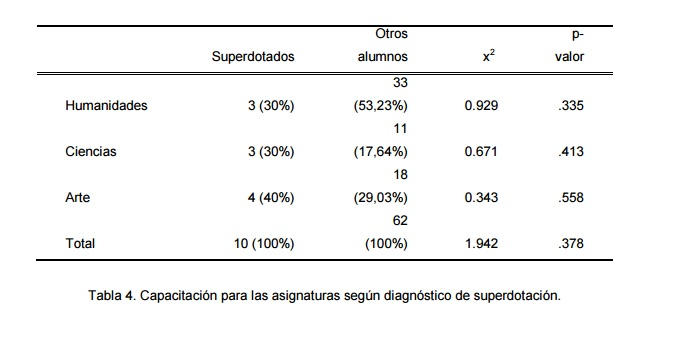 Otros p-
Superdotados alumnos x² valor
33
Humanidades 3 (30%) (53,23%) 0.929 .335
11
Ciencias 3 (30%) (17,64%) 0.671 .413
18
Arte 4 (40%) (29,03%) 0.343 .558
62
Total 10 (100%) (100%) 1.942 .378
Tabla 4. Capacitación para las asignaturas según diagnóstico de superdotación.